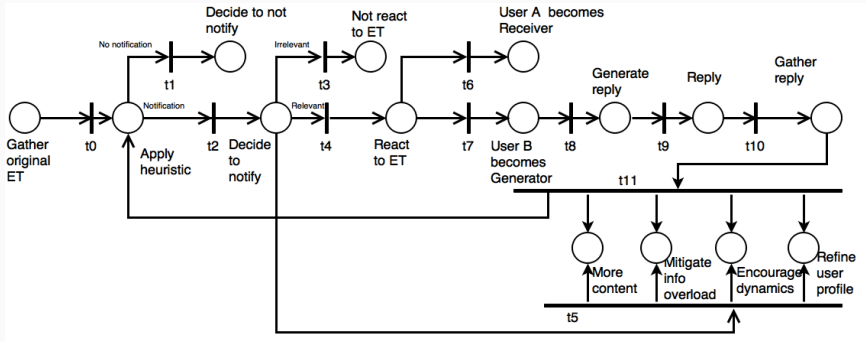 Decide to not
notify
Not react
to ET
User A becomes
Receiver
No notification
Irrelevant
t1
t3
t6
Generate
reply
Reply
Gather
reply
Notification
Relevant
t0
t2
t4
t7
t8
t9
t10
Gather
original
ET
Apply
heuristic
Decide
to
notify
React
to ET
User B
becomes
Generator
t11
More
content
Mitigate
info
overload
Encourage
dynamics
Refine
user
profile
t5